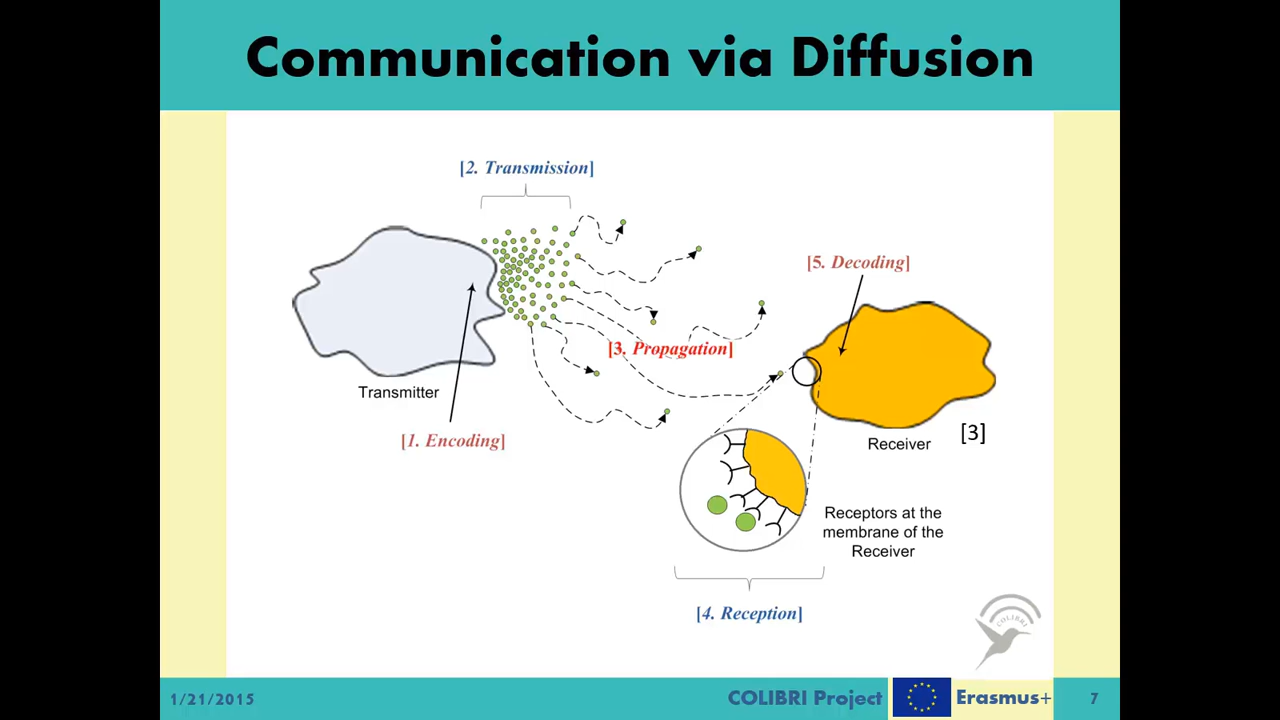 Communication via Diffusion
[2. Transmission]
[5. Decoding]
[3. Propagation]
Transmitter
[1. Encoding]
Receiver
[3]
Receptors at the
membrane of the
Receiver
[4. Reception]
COLIBRI
1/21/2015
COLIBRI Project
Erasmus+
7